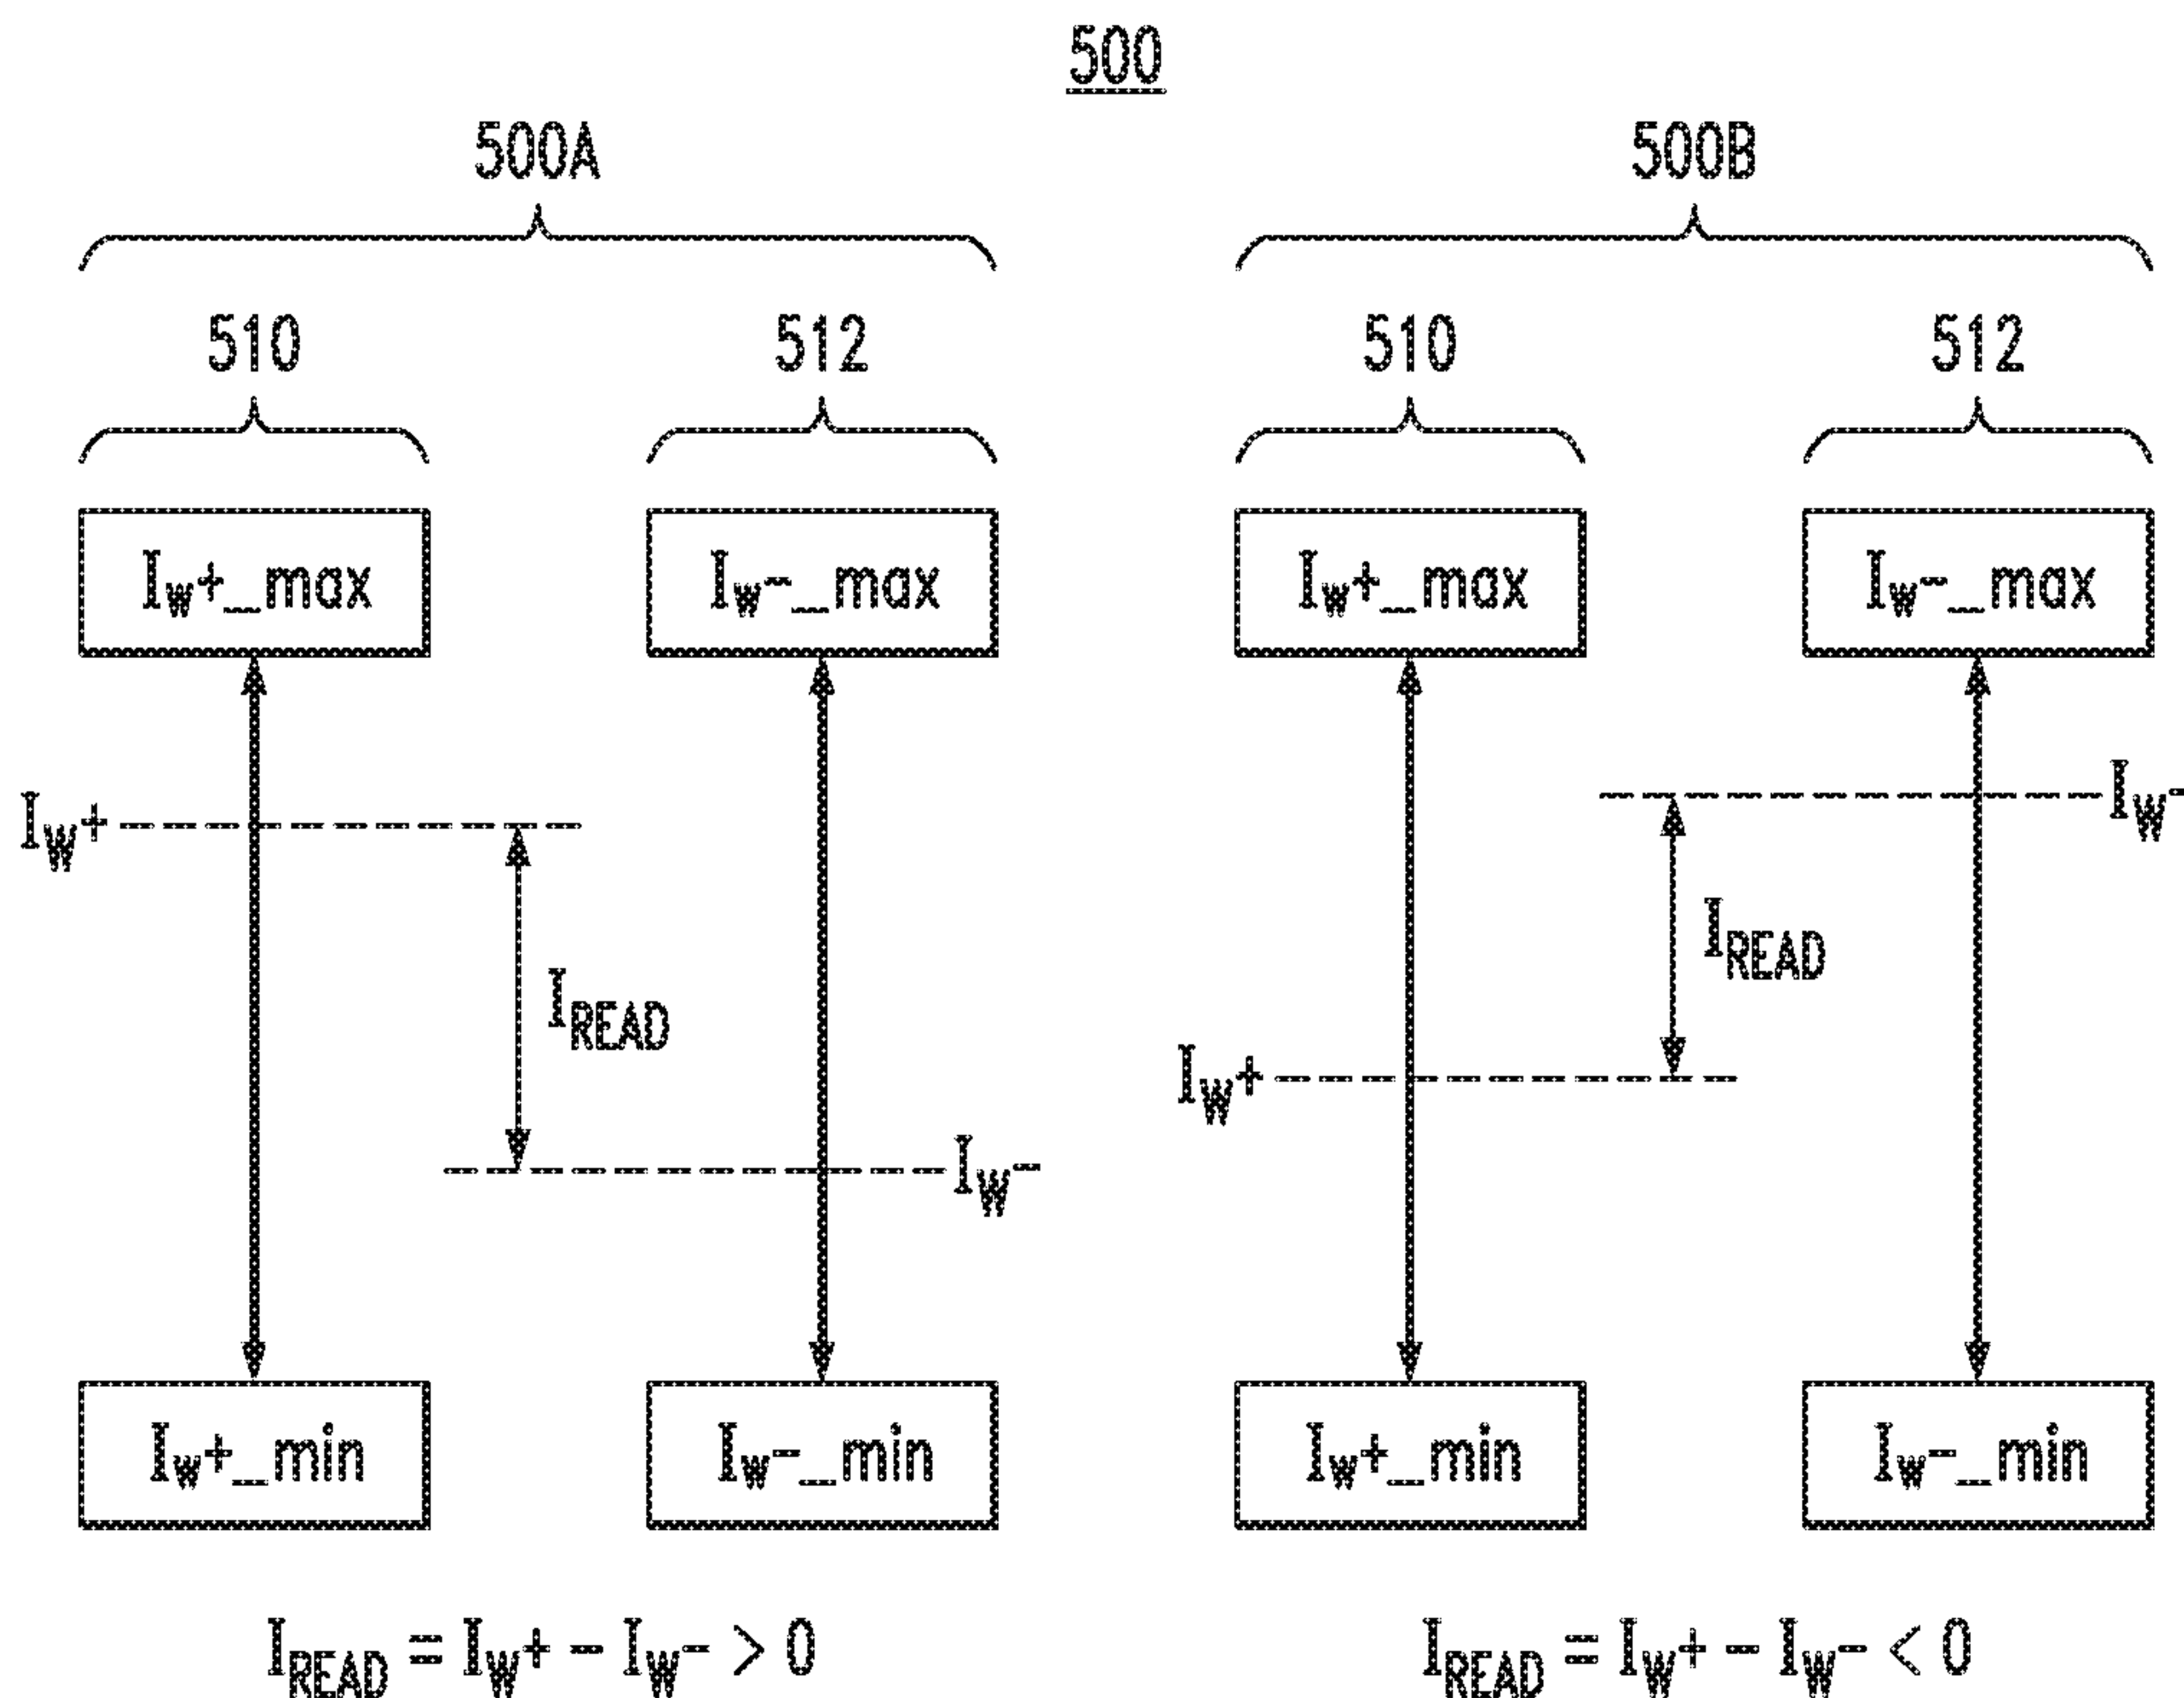 500
500A 500B
510 512 510 512
Iw+_max Iw-_max Iw+_max Iw-_max
Iw-
Iw+
IREAD
IREAD
Iw+
Iw-
Iw+_min Iw-_min Iw+_min Iw-_min
IREAD = Iw+ - Iw- > 0 IREAD = Iw+ - Iw- < 0